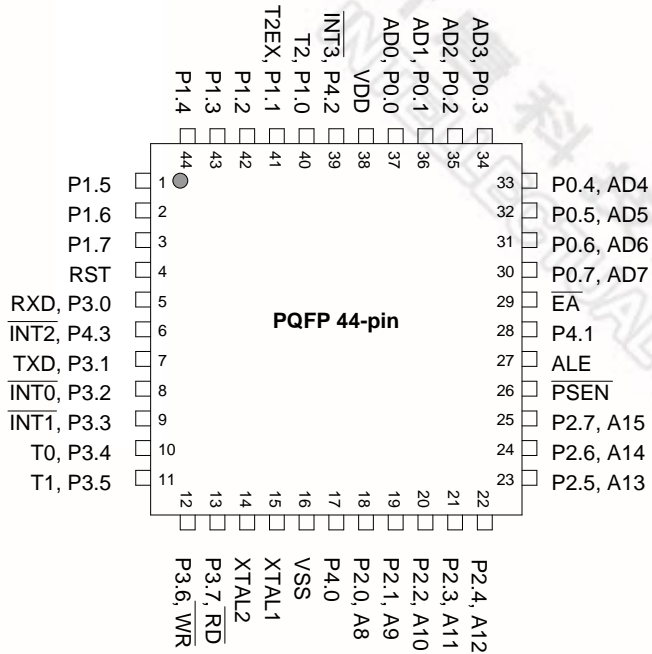 P1.4
P1.3
P1.2
T2EX, P1.1
T2, P1.0
INT3, P4.2
VDD
AD0, P0.0
AD1, P0.1
AD2, P0.2
AD3, P0.3
44
43
42
41
40
39
38
37
36
35
34
P1.5 1
P1.6 2
P1.7 3
RST 4
RXD, P3.0 5
INT2, P4.3 6
TXD, P3.1 7
INT0, P3.2 8
INT1, P3.3 9
T0, P3.4 10
T1, P3.5 11
PQFP 44-pin
33 P0.4, AD4
32 P0.5, AD5
31 P0.6, AD6
30 P0.7, AD7
29 EA
28 P4.1
27 ALE
26 PSEN
25 P2.7, A15
24 P2.6, A14
23 P2.5, A13
12
13
14
15
16
17
18
19
20
21
22
P3.6, WR
P3.7, RD
XTAL2
XTAL1
VSS
P4.0
P2.0, A8
P2.1, A9
P2.2, A10
P2.3, A11
P2.4, A12
科技
INTELLECTUAL